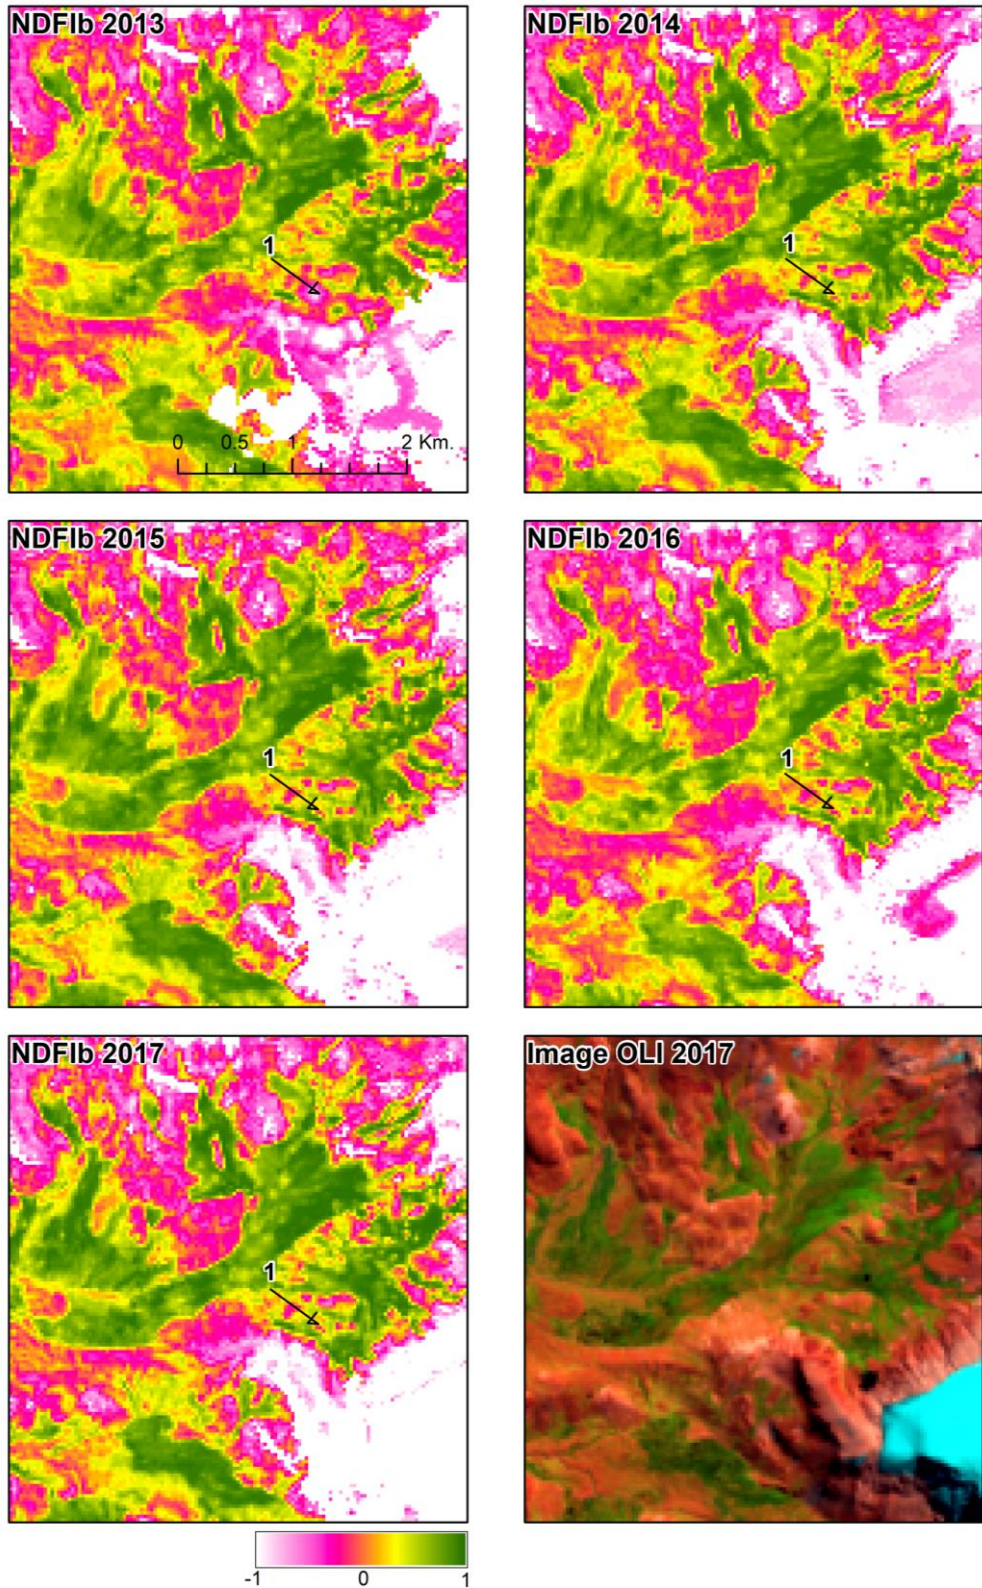 NDFIb 2013
NDFIb 2014
1
1
0 0.5 1 2 Km.
NDFIb 2015
NDFIb 2016
1
1
NDFIb 2017
Image OLI 2017
1
-1 0 1